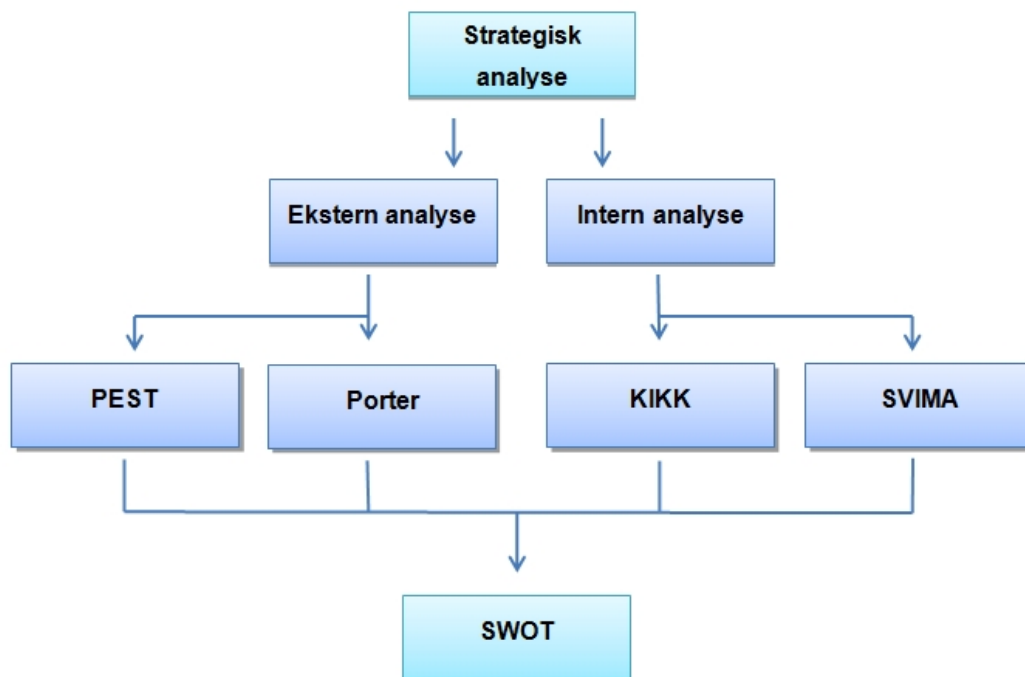 Strategisk
analyse
Ekstern analyse
Intern analyse
PEST
Porter
KIKK
SVIMA
SWOT